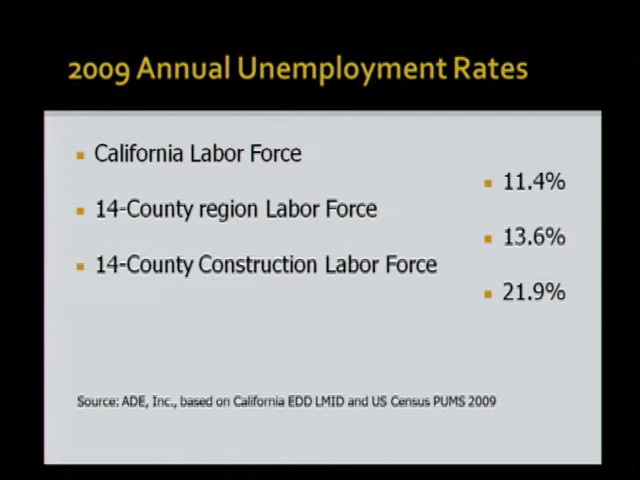 2009 Annual Unemployment Rates
California Labor Force
11.4%
14-County region Labor Force
13.6%
14-County Construction Labor Force
21.9%
Source: ADE, Inc., based on California EDD LMID and US Census PUMS 2009